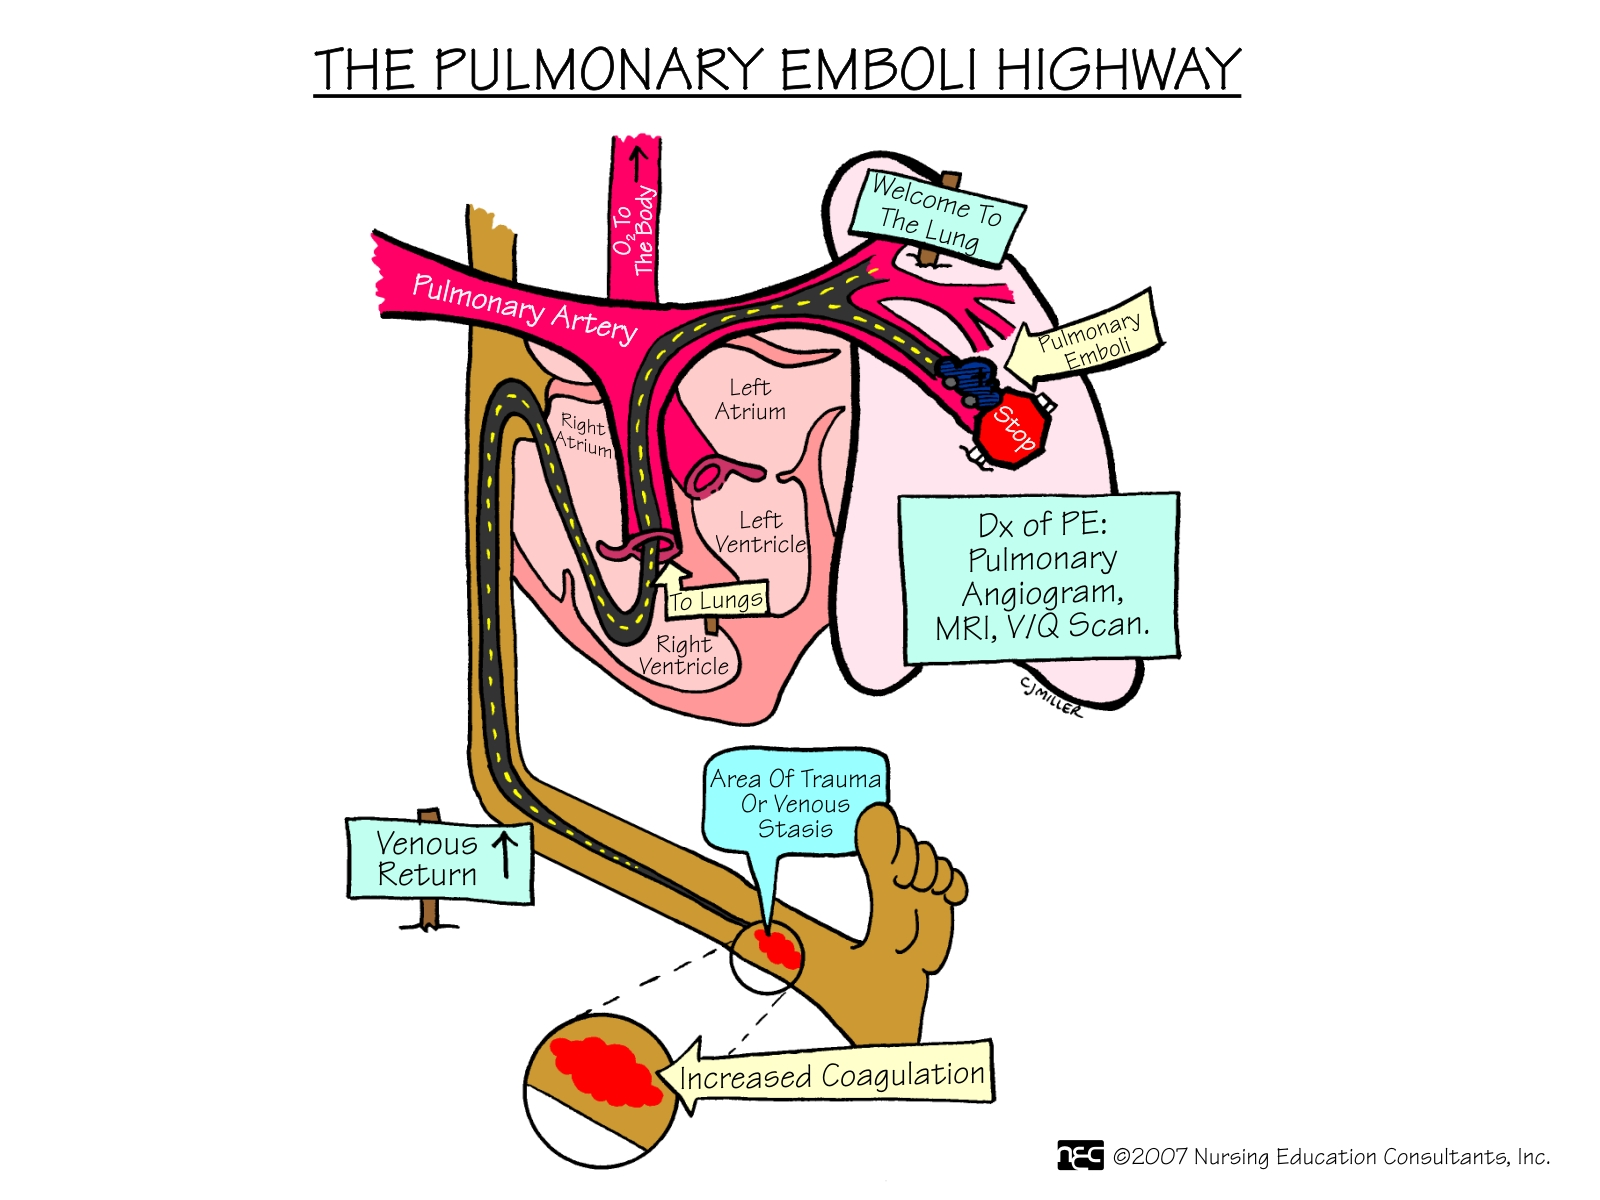 THE PULMONARY EMBOLI HIGHWAY
O2 To
The Body
Welcome To
The Lung
Pulmonary Artery
Pulmonary
Emboli
Left
Atrium
Right
Atrium
Stop
Left
Ventricle
Dx of PE:
Pulmonary
Angiogram,
MRI, V/Q Scan.
To Lungs
Right
Ventricle
CJMILLER
Area Of Trauma
Or Venous
Stasis
Venous
Return
Increased Coagulation
nec ©2007 Nursing Education Consultants, Inc.